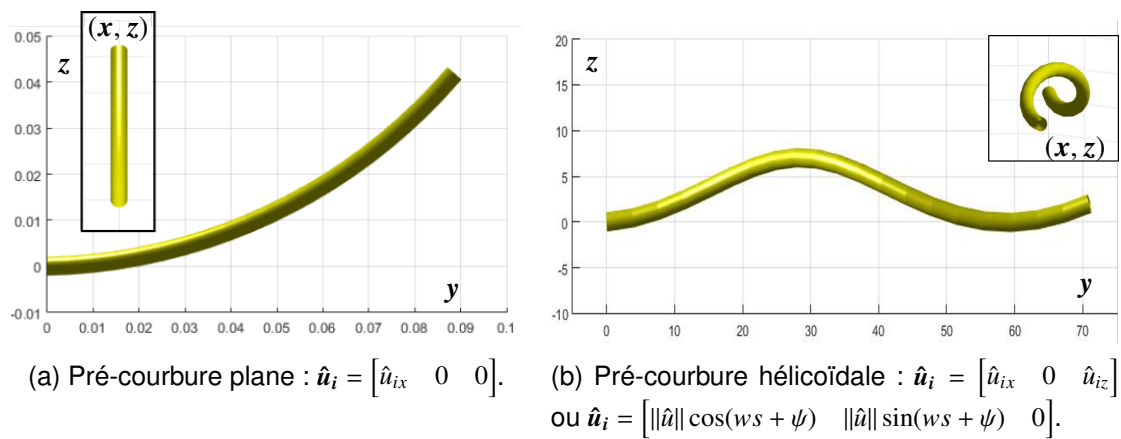 (x, z)
z
0.05
0.04
0.03
0.02
0.01
0
-0.01
y
0 0.01 0.02 0.03 0.04 0.05 0.06 0.07 0.08 0.09 0.1
(a) Pré-courbure plane : û_i = [û_ix 0 0].
z
20
15
10
5
0
-5
-10
(x, z)
y
0 10 20 30 40 50 60 70
(b) Pré-courbure hélicoïdale : û_i = [û_ix 0 û_iz]
ou û_i = [||û|| cos(ws + ψ) ||û|| sin(ws + ψ) 0].